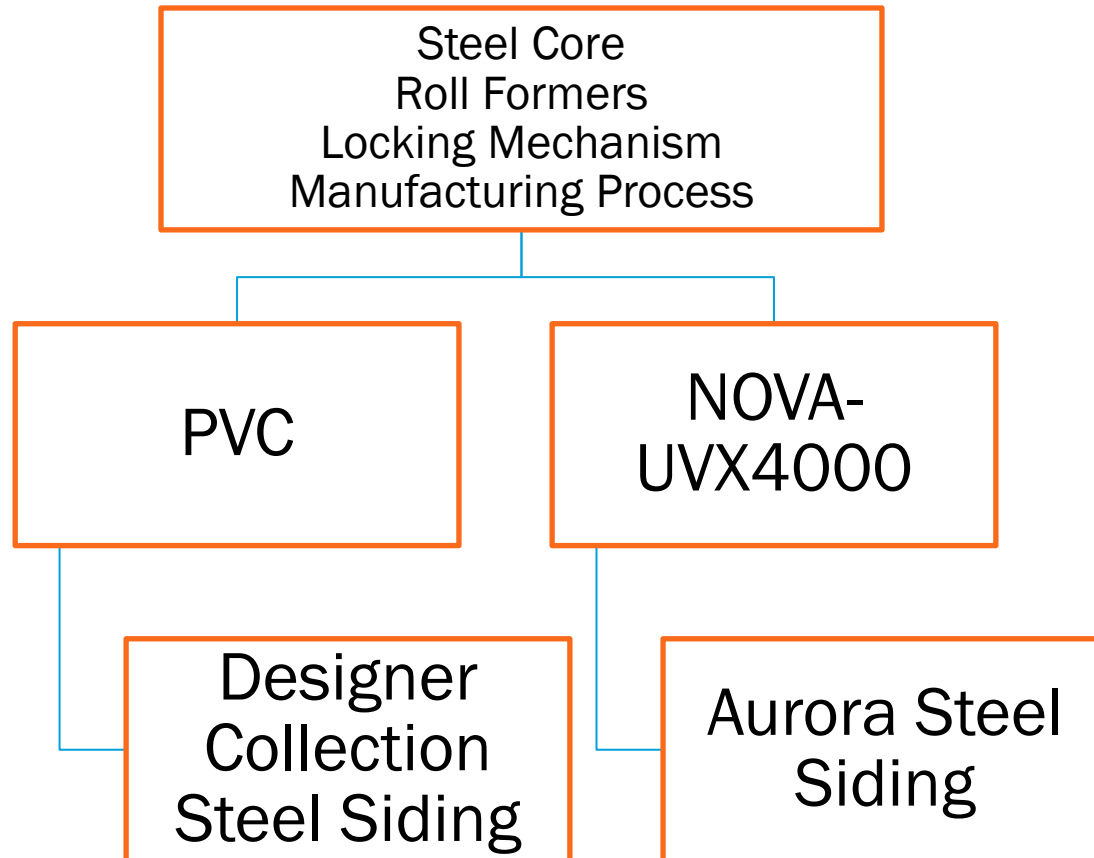 Steel Core
Roll Formers
Locking Mechanism
Manufacturing Process
PVC
NOVA-
UVX4000
Designer
Collection
Steel Siding
Aurora Steel
Siding